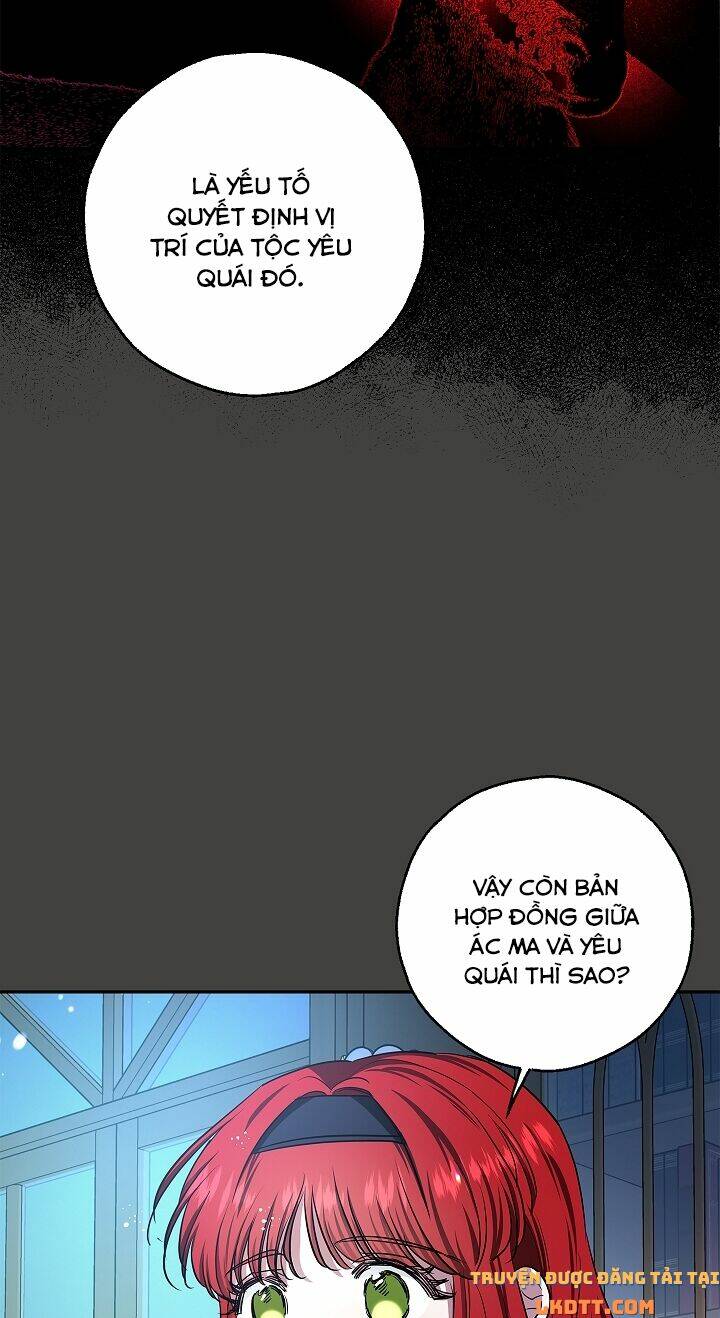 LÀ YẾU TỐ
QUYẾT ĐỊNH VỊ
TRÍ CỦA TỘC YÊU
QUÁI ĐÓ.
VẬY CÒN BẢN
HỢP ĐỒNG GIỮA
ÁC MA VÀ YÊU
QUÁI THÌ SAO?
TRUYỆN ĐƯỢC ĐĂNG TẢI TẠI
LKDTT.COM